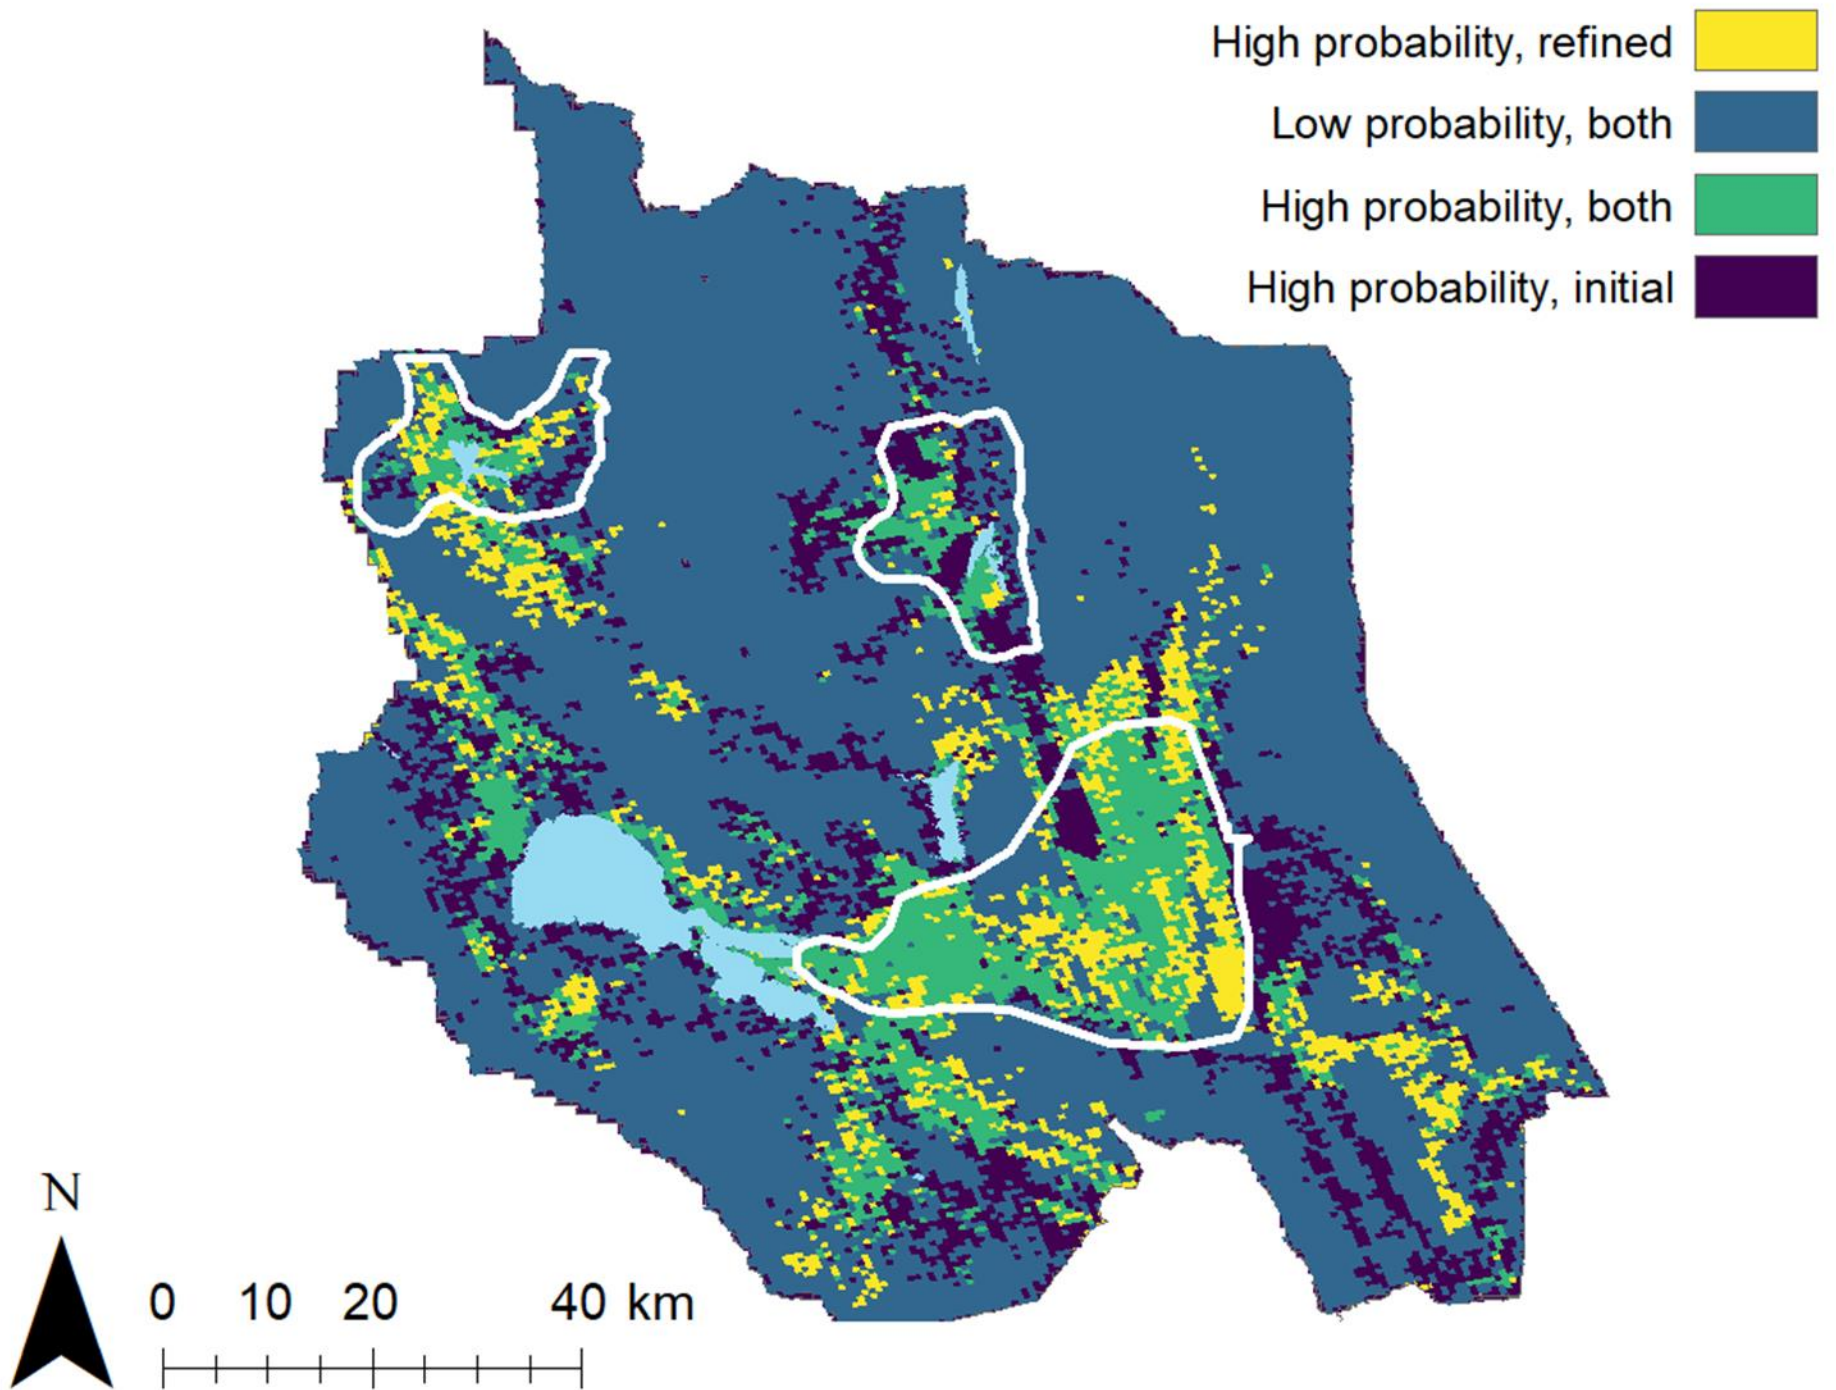 High probability, refined
Low probability, both
High probability, both
High probability, initial
N
0 10 20 40 km